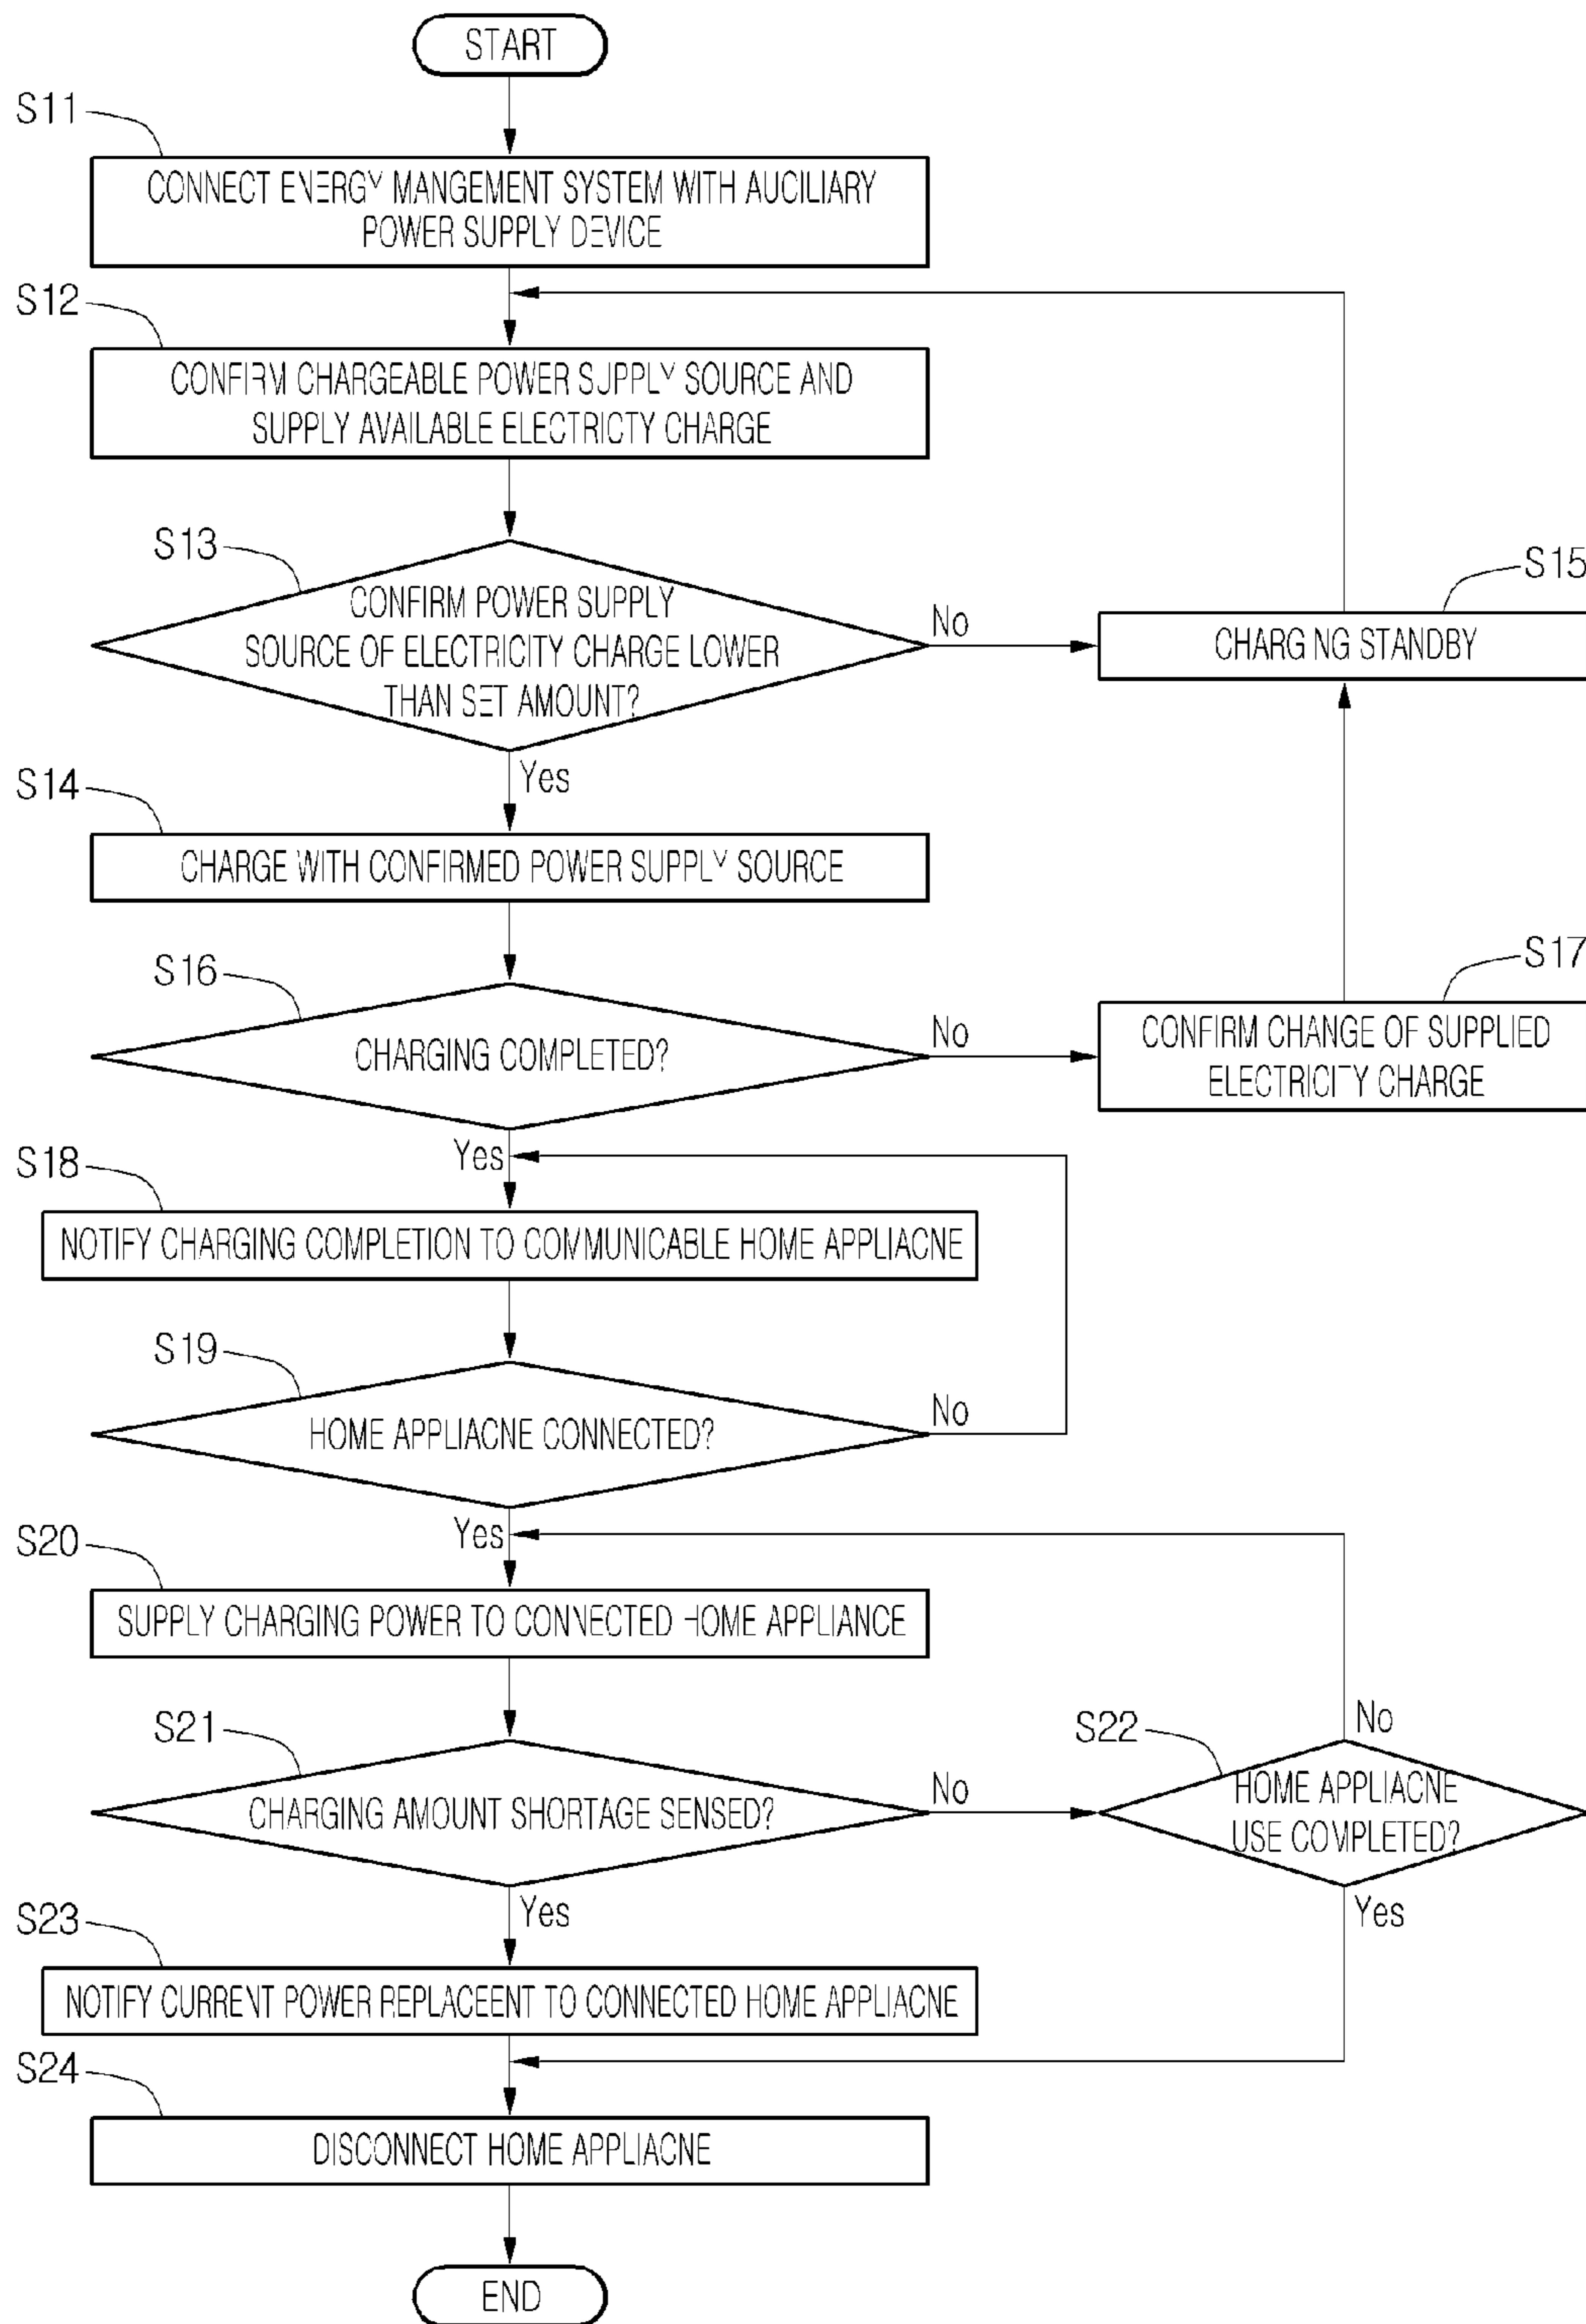 START
S11
CONNECT ENERGY MANGEMENT SYSTEM WITH AUCILIARY
POWER SUPPLY DEVICE
S12
CONFIRM CHARGEABLE POWER SUPPLY SOURCE AND
SUPPLY AVAILABLE ELECTRICTY CHARGE
S13
CONFIRM POWER SUPPLY
SOURCE OF ELECTRICITY CHARGE LOWER
THAN SET AMOUNT?
No
S15
CHARGING STANDBY
Yes
S14
CHARGE WITH CONFIRMED POWER SUPPLY SOURCE
S16
CHARGING COMPLETED?
No
S17
CONFIRM CHANGE OF SUPPLIED
ELECTRICITY CHARGE
Yes
S18
NOTIFY CHARGING COMPLETION TO COMMUNICABLE HOME APPLIACNE
S19
HOME APPLIACNE CONNECTED?
No
Yes
S20
SUPPLY CHARGING POWER TO CONNECTED HOME APPLIANCE
S21
CHARGING AMOUNT SHORTAGE SENSED?
No
S22
HOME APPLIACNE
USE COMPLETED?
No
Yes
Yes
S23
NOTIFY CURRENT POWER REPLACEENT TO CONNECTED HOME APPLIACNE
S24
DISCONNECT HOME APPLIACNE
END